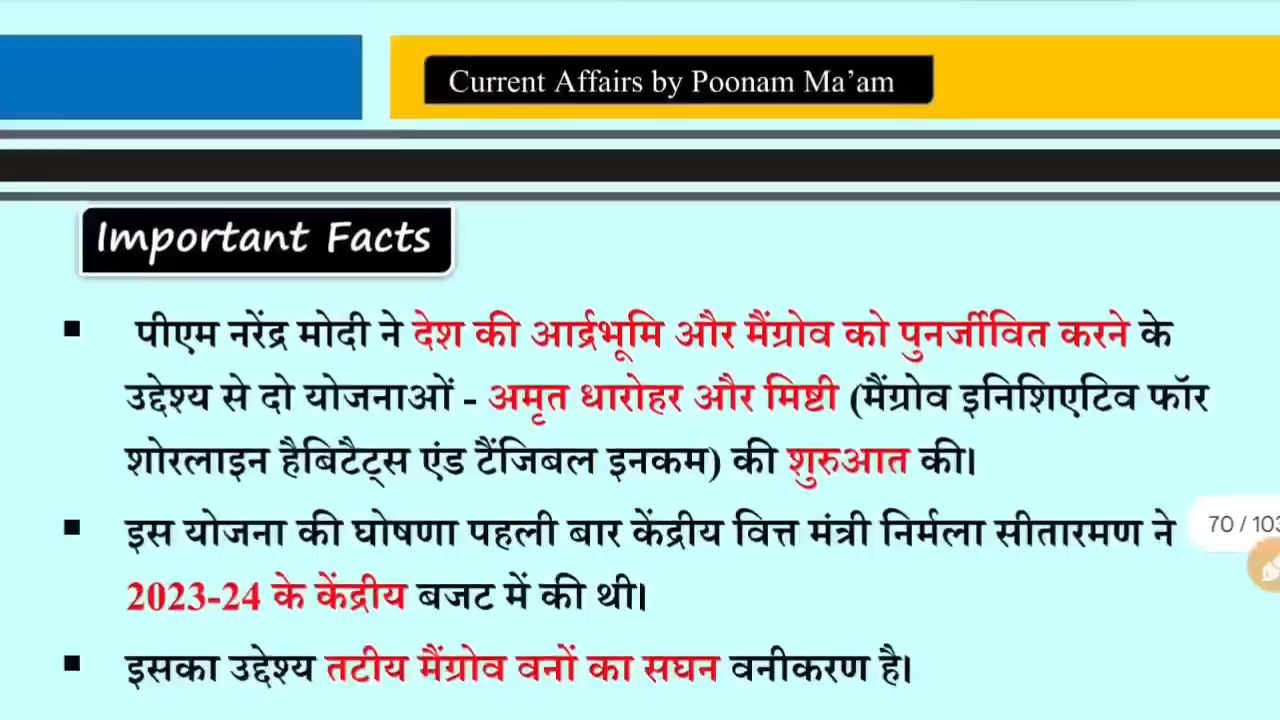 Current Affairs by Poonam Ma’am
Important Facts
▪ पीएम नरेंद्र मोदी ने देश की आर्द्रभूमि और मैंग्रोव को पुनर्जीवित करने के
उद्देश्य से दो योजनाओं - अमृत धारोहर और मिष्टी (मैंग्रोव इनिशिएटिव फॉर
शोरलाइन हैबिटैट्स एंड टैंजिबल इनकम) की शुरुआत की।
▪ इस योजना की घोषणा पहली बार केंद्रीय वित्त मंत्री निर्मला सीतारमण ने
2023-24 के केंद्रीय बजट में की थी।
▪ इसका उद्देश्य तटीय मैंग्रोव वनों का सघन वनीकरण है।
70 / 103